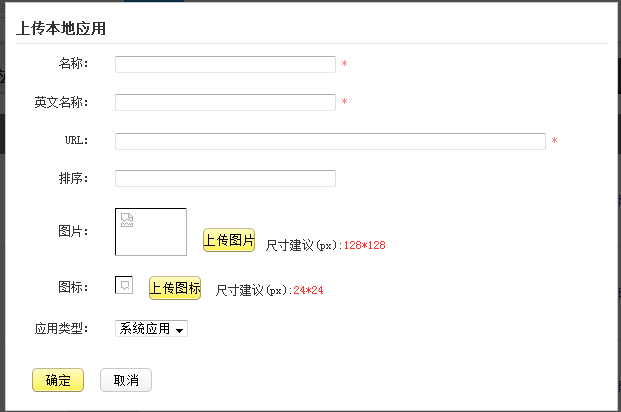 上传本地应用
名称： *
英文名称： *
URL： *
排序：
图片： 上传图片 尺寸建议(px):128*128
图标： 上传图标 尺寸建议(px):24*24
应用类型： 系统应用
确定 取消